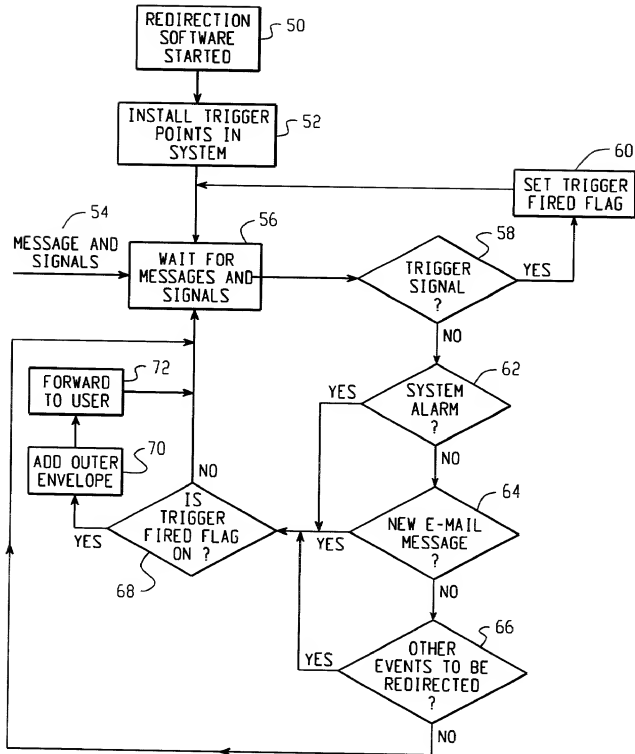 REDIRECTION
SOFTWARE
STARTED
50
INSTALL TRIGGER
POINTS IN
SYSTEM
52
60
SET TRIGGER
FIRED FLAG
54
MESSAGE AND
SIGNALS
56
WAIT FOR
MESSAGES AND
SIGNALS
58
TRIGGER
SIGNAL
?
YES
NO
62
SYSTEM
ALARM
?
YES
NO
72
FORWARD
TO USER
70
ADD OUTER
ENVELOPE
NO
IS
TRIGGER
FIRED FLAG
ON ?
YES
68
64
NEW E-MAIL
MESSAGE
?
YES
NO
66
OTHER
EVENTS TO BE
REDIRECTED
?
YES
NO